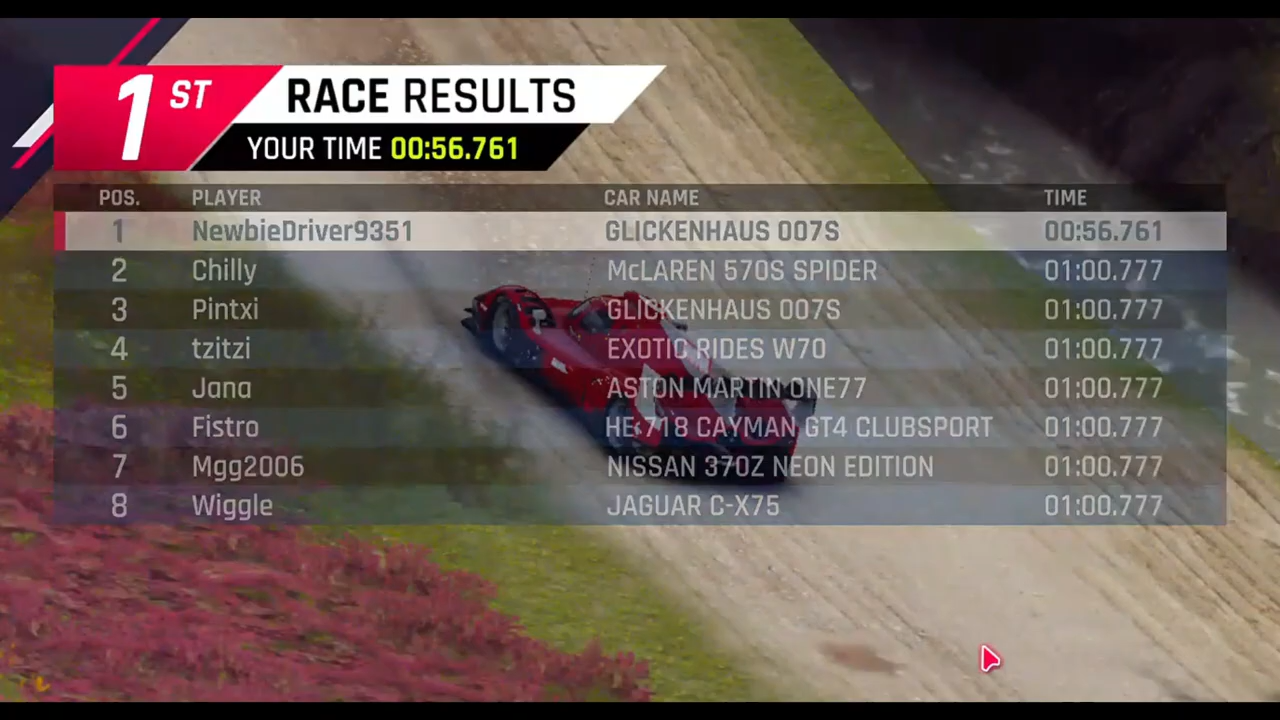 1 ST RACE RESULTS
YOUR TIME 00:56.761
POS. PLAYER CAR NAME TIME
1 NewbieDriver9351 GLICKENHAUS 007S 00:56.761
2 Chilly McLAREN 570S SPIDER 01:00.777
3 Pintxi GLICKENHAUS 007S 01:00.777
4 tzitzi EXOTIC RIDES W70 01:00.777
5 Jana ASTON MARTIN ONE77 01:00.777
6 Fistro HE 718 CAYMAN GT4 CLUBSPORT 01:00.777
7 Mgg2006 NISSAN 370Z NEON EDITION 01:00.777
8 Wiggle JAGUAR C-X75 01:00.777